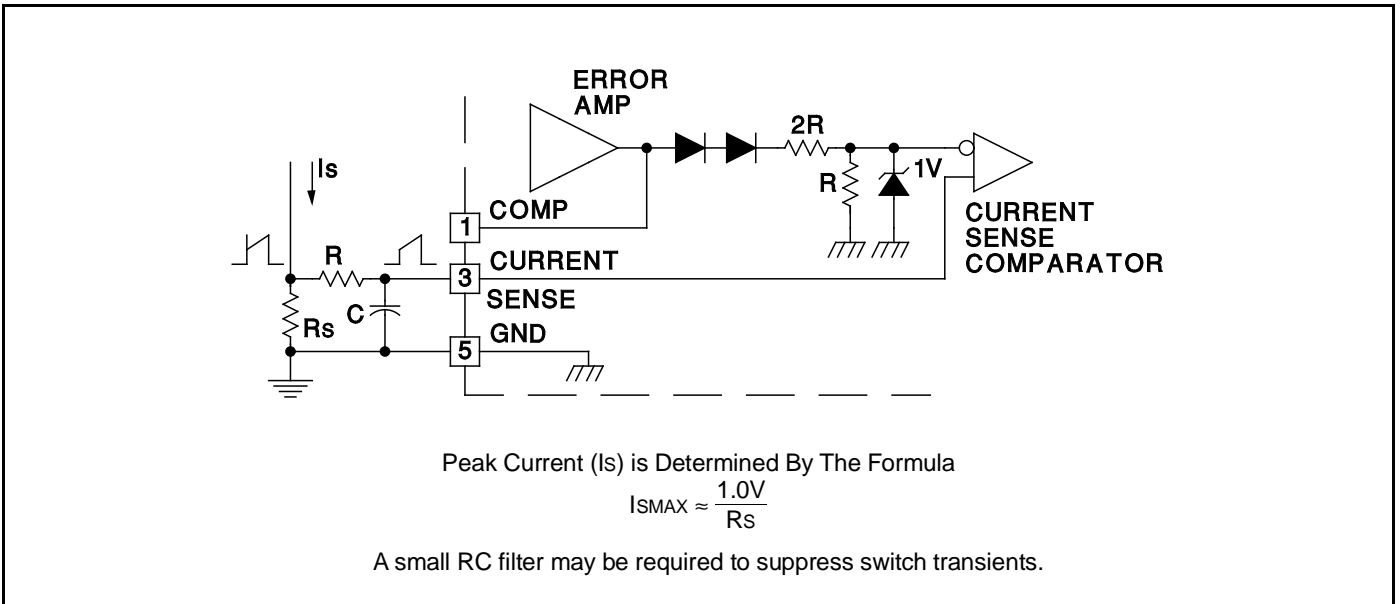 ERROR
AMP
2R
1V
R
Is
COMP
1
CURRENT
SENSE
COMPARATOR
R
CURRENT
3
SENSE
C
Rs
GND
5
Peak Current (Is) is Determined By The Formula
ISMAX ≈ 1.0V
RS
A small RC filter may be required to suppress switch transients.